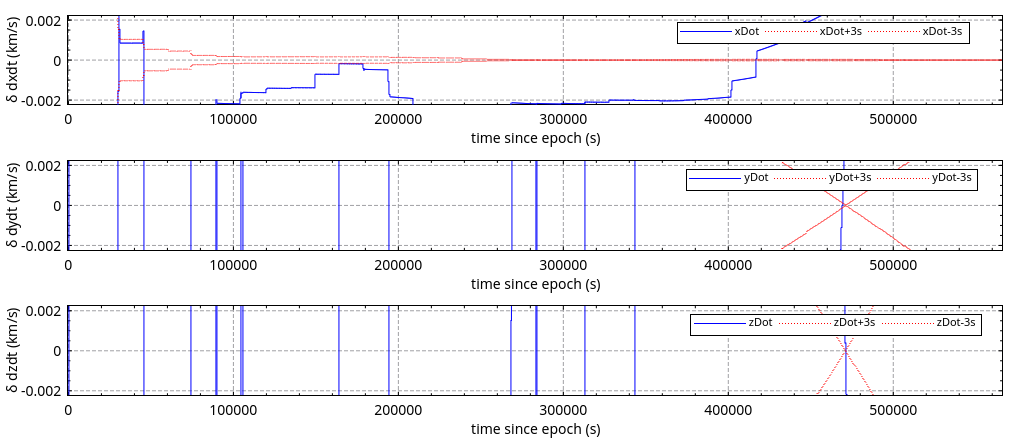 δ dxdt (km/s)
0.002
0
-0.002
xDot xDot+3s xDot-3s
0 100000 200000 300000 400000 500000
time since epoch (s)
δ dydt (km/s)
0.002
0
-0.002
yDot yDot+3s yDot-3s
0 100000 200000 300000 400000 500000
time since epoch (s)
δ dzdt (km/s)
0.002
0
-0.002
zDot zDot+3s zDot-3s
0 100000 200000 300000 400000 500000
time since epoch (s)